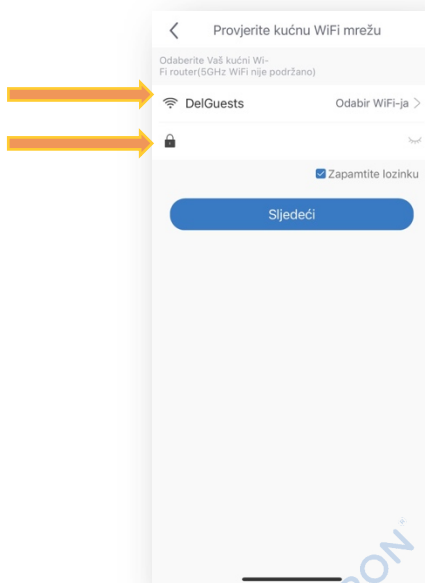 Provjerite kućnu WiFi mrežu
Odaberite Vaš kućni Wi-
Fi router(5GHz WiFi nije podržano)
DelGuests Odabir WiFi-ja >
Zapamtite lozinku
Sljedeći